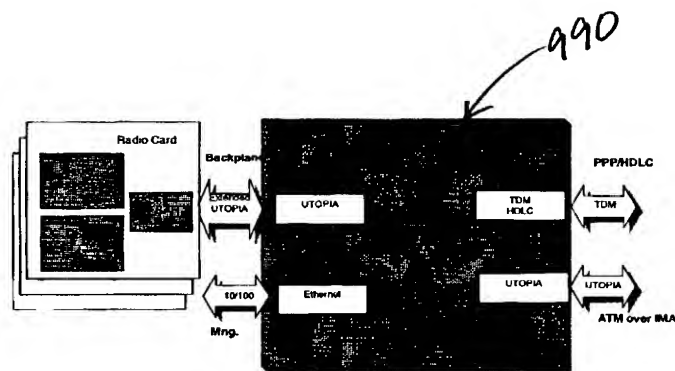 990
Radio Card
Backplane
PPP/HDLC
Extended
UTOPIA
UTOPIA
TDM
HDLC
TDM
10/100
Ethernet
UTOPIA
UTOPIA
Mng.
ATM over IMA